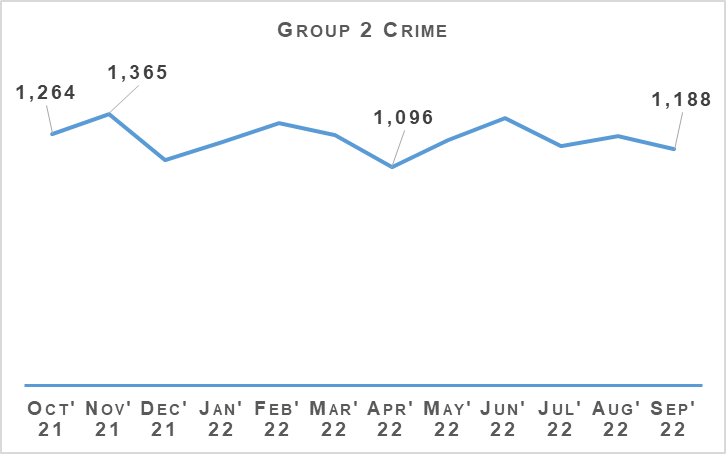 Group 2 Crime
1,264
1,365
1,096
1,188
Oct' Nov' Dec' Jan' Feb' Mar' Apr' May' Jun' Jul' Aug' Sep'
21 21 21 22 22 22 22 22 22 22 22 22